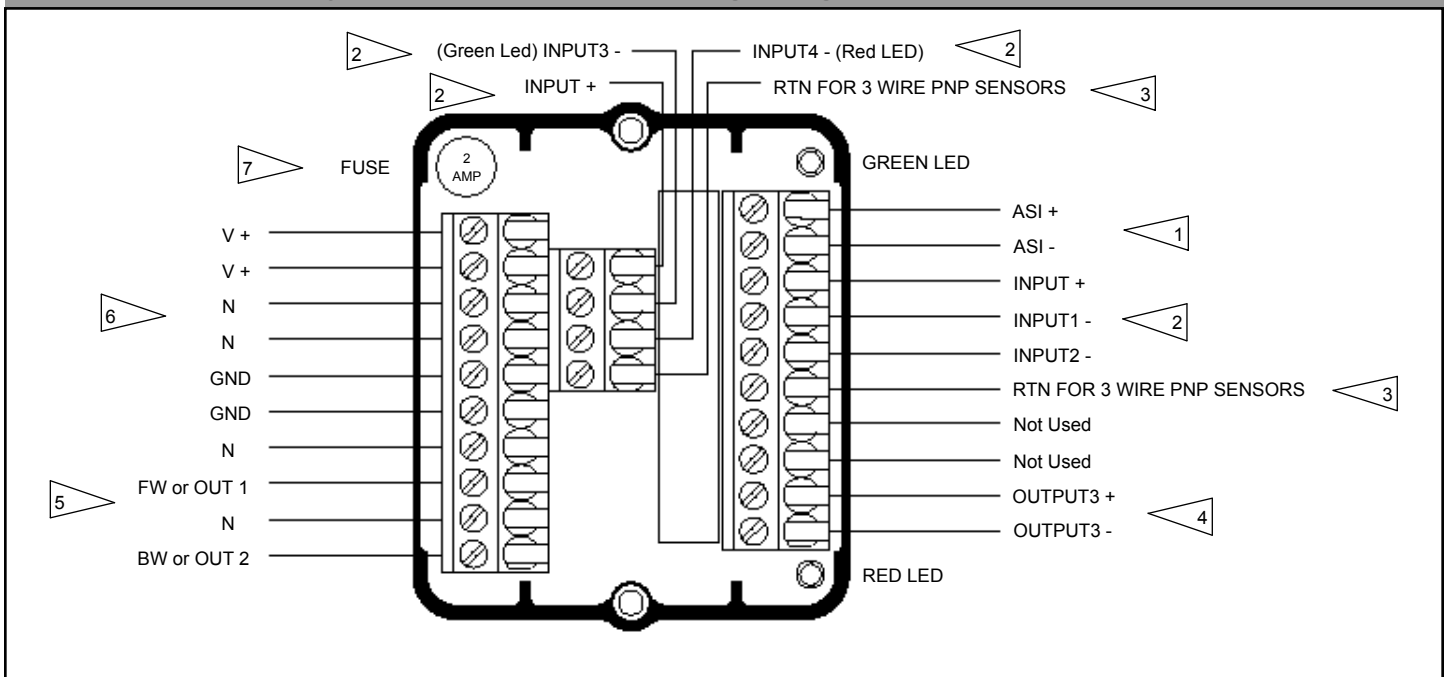 2 (Green Led) INPUT3 - INPUT4 - (Red LED) 2
2 INPUT + RTN FOR 3 WIRE PNP SENSORS 3
7 FUSE 2 AMP GREEN LED
V +
V +
6 N
N
GND
GND
N
5 FW or OUT 1
N
BW or OUT 2
ASI +
1
ASI -
INPUT +
INPUT1 - 2
INPUT2 -
RTN FOR 3 WIRE PNP SENSORS 3
Not Used
Not Used
OUTPUT3 +
4
OUTPUT3 -
RED LED